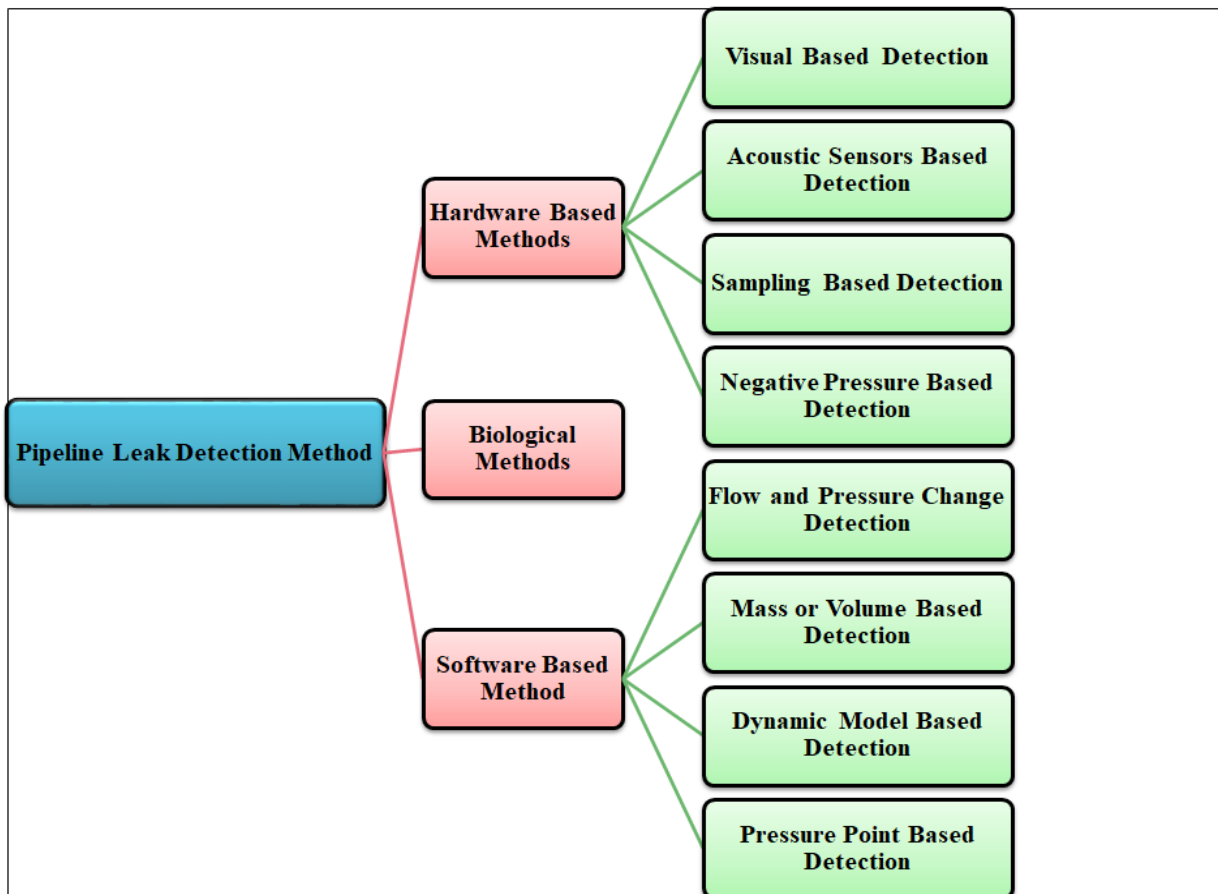 Pipeline Leak Detection Method
Hardware Based
Methods
Visual Based Detection
Acoustic Sensors Based
Detection
Sampling Based Detection
Negative Pressure Based
Detection
Biological
Methods
Software Based
Method
Flow and Pressure Change
Detection
Mass or Volume Based
Detection
Dynamic Model Based
Detection
Pressure Point Based
Detection